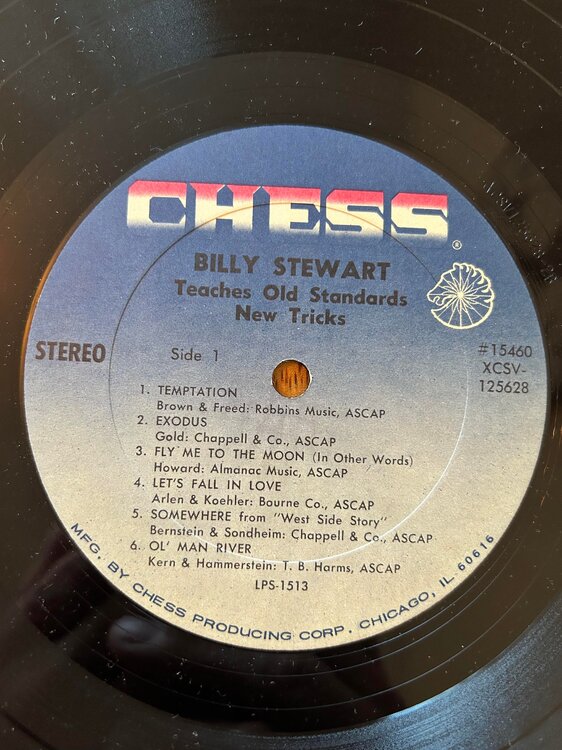 CHESS
®
BILLY STEWART
Teaches Old Standards
New Tricks
STEREO
Side 1
#15460
XCSV-
125628
1. TEMPTATION
Brown & Freed: Robbins Music, ASCAP
2. EXODUS
Gold: Chappell & Co., ASCAP
3. FLY ME TO THE MOON (In Other Words)
Howard: Almanac Music, ASCAP
4. LET'S FALL IN LOVE
Arlen & Koehler: Bourne Co., ASCAP
5. SOMEWHERE from "West Side Story"
Bernstein & Sondheim: Chappell & Co., ASCAP
6. OL' MAN RIVER
Kern & Hammerstein: T. B. Harms, ASCAP
LPS-1513
MFG. BY CHESS PRODUCING CORP. CHICAGO, IL 60616